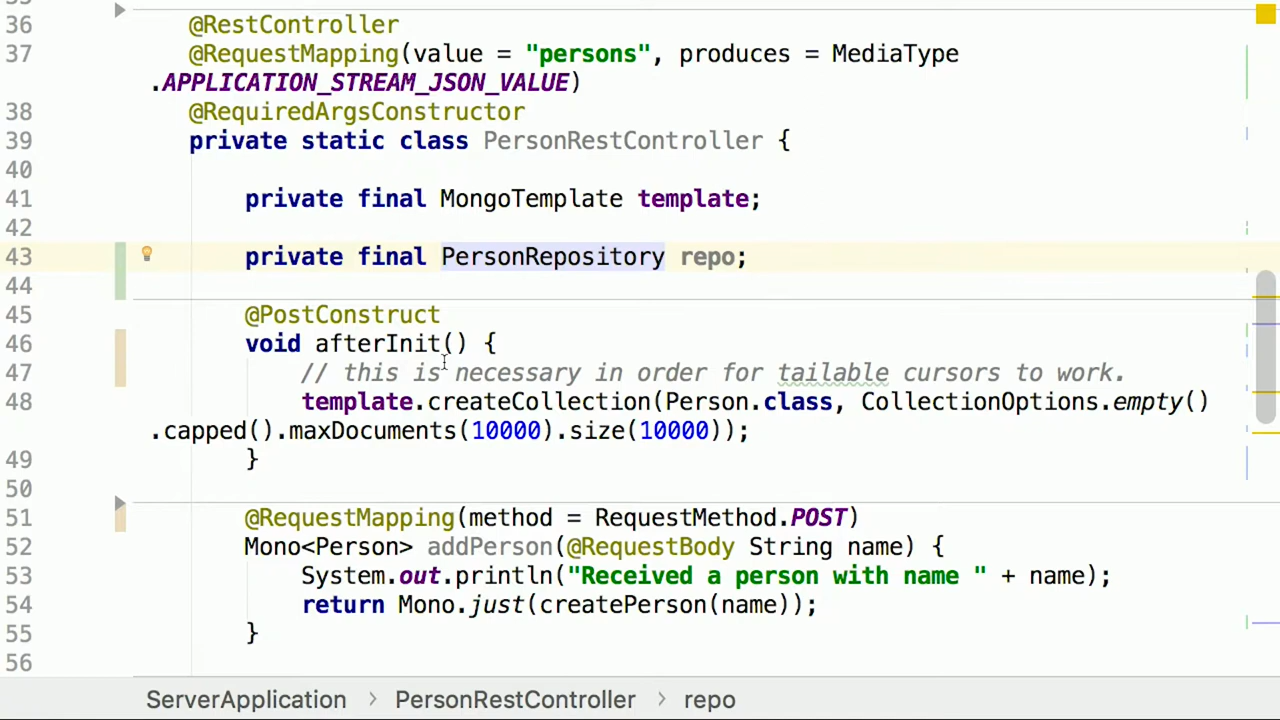 36 @RestController
37 @RequestMapping(value = "persons", produces = MediaType
.APPLICATION_STREAM_JSON_VALUE)
38 @RequiredArgsConstructor
39 private static class PersonRestController {
40
41 private final MongoTemplate template;
42
43 private final PersonRepository repo;
44
45 @PostConstruct
46 void afterInit() {
47 // this is necessary in order for tailable cursors to work.
48 template.createCollection(Person.class, CollectionOptions.empty()
.capped().maxDocuments(10000).size(10000));
49 }
50
51 @RequestMapping(method = RequestMethod.POST)
52 Mono<Person> addPerson(@RequestBody String name) {
53 System.out.println("Received a person with name " + name);
54 return Mono.just(createPerson(name));
55 }
56
ServerApplication > PersonRestController > repo